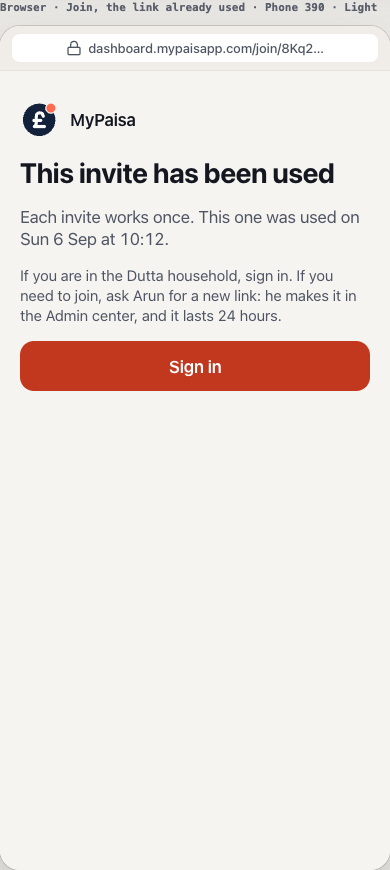 Browser · Join, the link already used · Phone 390 · Light
dashboard.mypaisapp.com/join/8Kq2...
£
MyPaisa
This invite has been used
Each invite works once. This one was used on
Sun 6 Sep at 10:12.
If you are in the Dutta household, sign in. If you
need to join, ask Arun for a new link: he makes it in
the Admin center, and it lasts 24 hours.
Sign in